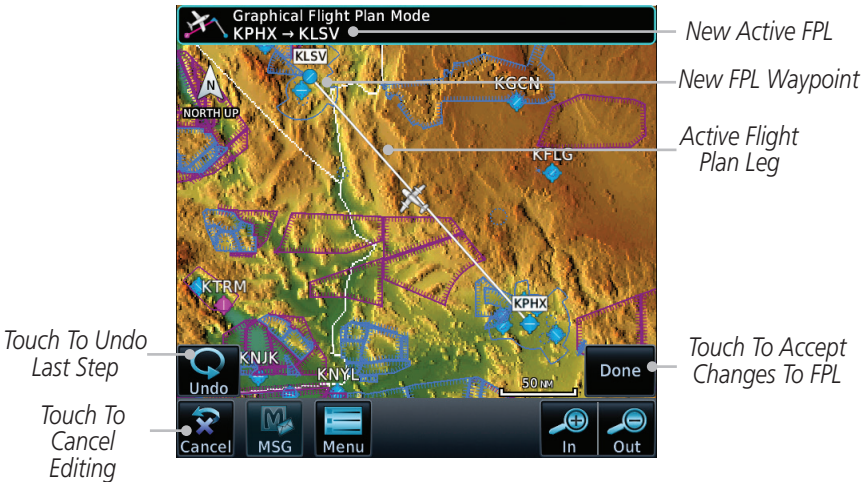 Graphical Flight Plan Mode
KPHX → KLSV
New Active FPL
KLSV
New FPL Waypoint
KGCN
N
NORTH UP
Active Flight
Plan Leg
KFLG
KTRM
KPHX
Touch To Undo
Last Step
Undo
KNJK
KNYL
50 NM
Done
Touch To Accept
Changes To FPL
Touch To
Cancel
Editing
Cancel
MSG
Menu
In
Out